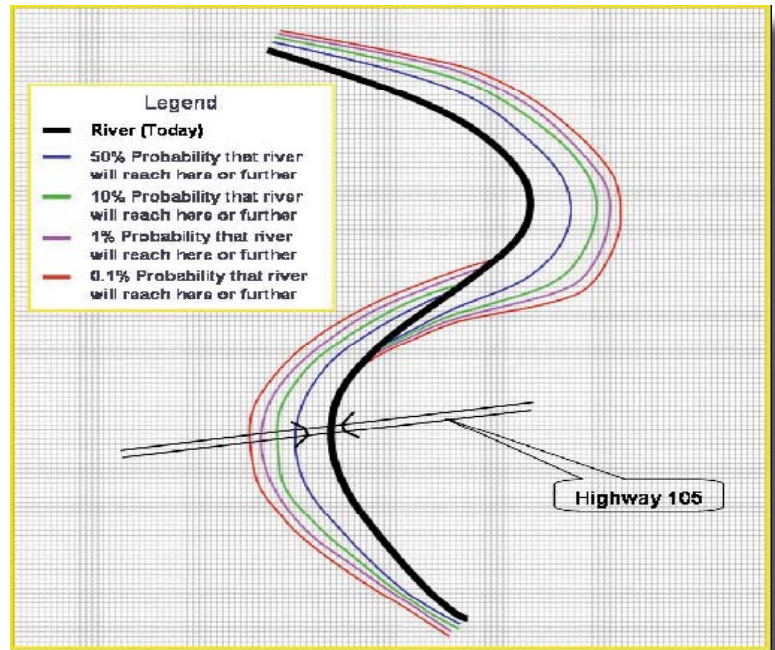 Legend
River (Today)
50% Probability that river
will reach here or further
10% Probability that river
will reach here or further
1% Probability that river
will reach here or further
0.1% Probability that river
will reach here or further
Highway 105